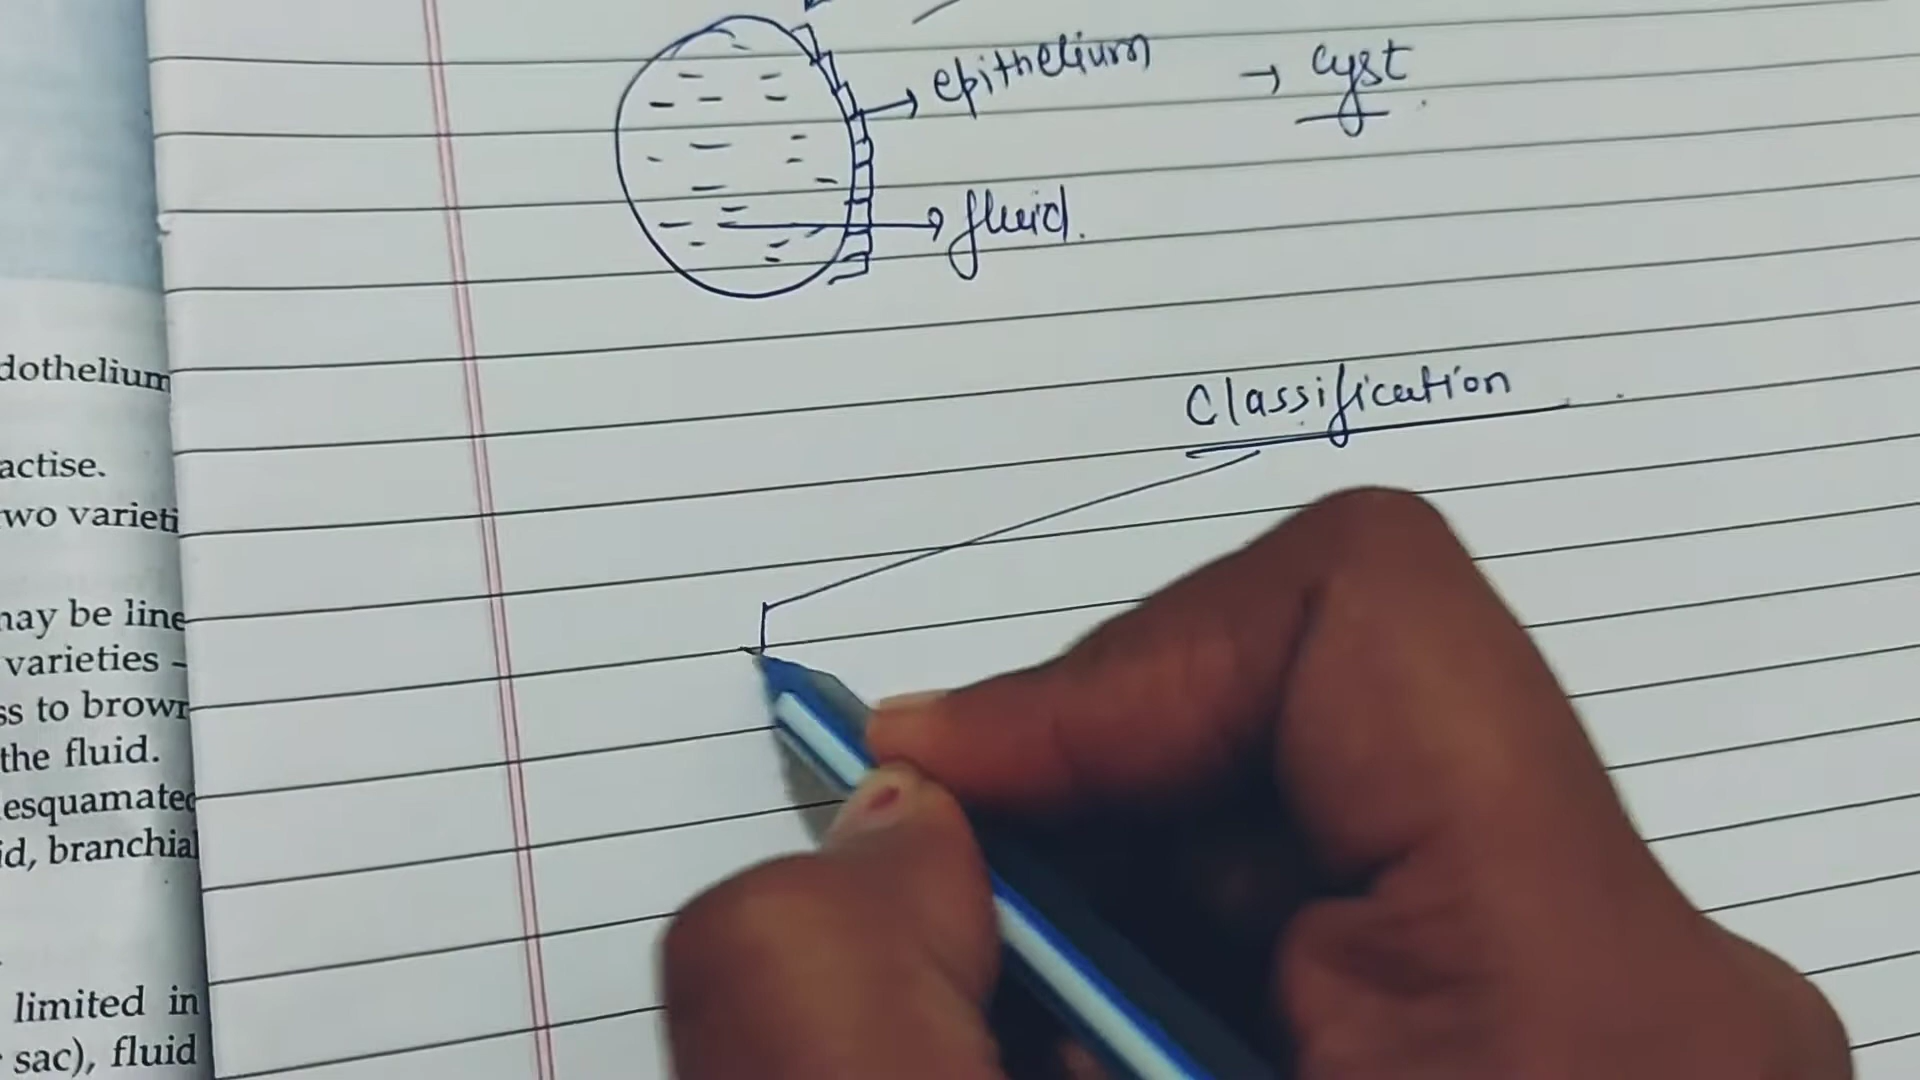 epithelium → cyst
fluid.
Classification
dothelium
actise.
wo varieti
may be line
varieties –
ss to brown
the fluid.
esquamated
id, branchial
limited in
sac), fluid